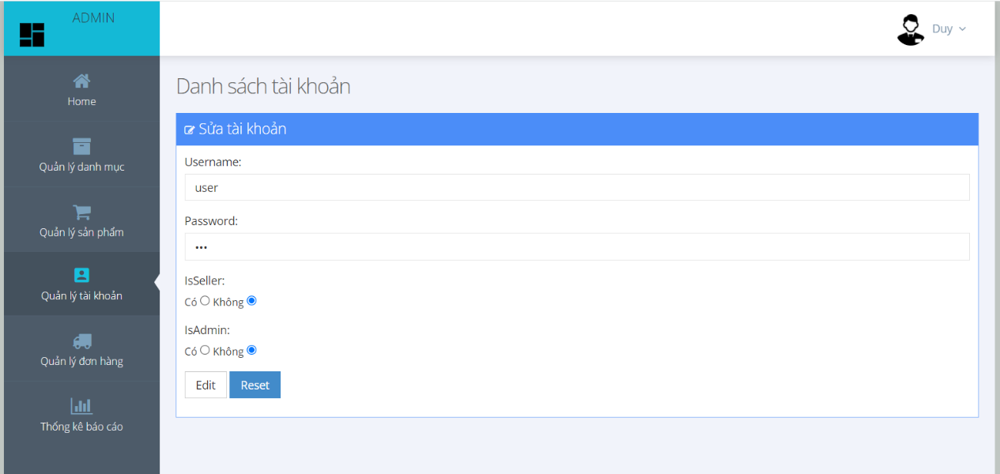 ADMIN
Duy
Home
Quản lý danh mục
Quản lý sản phẩm
Quản lý tài khoản
Quản lý đơn hàng
Thống kê báo cáo
Danh sách tài khoản
Sửa tài khoản
Username:
user
Password:
•••
IsSeller:
Có Không
IsAdmin:
Có Không
Edit Reset